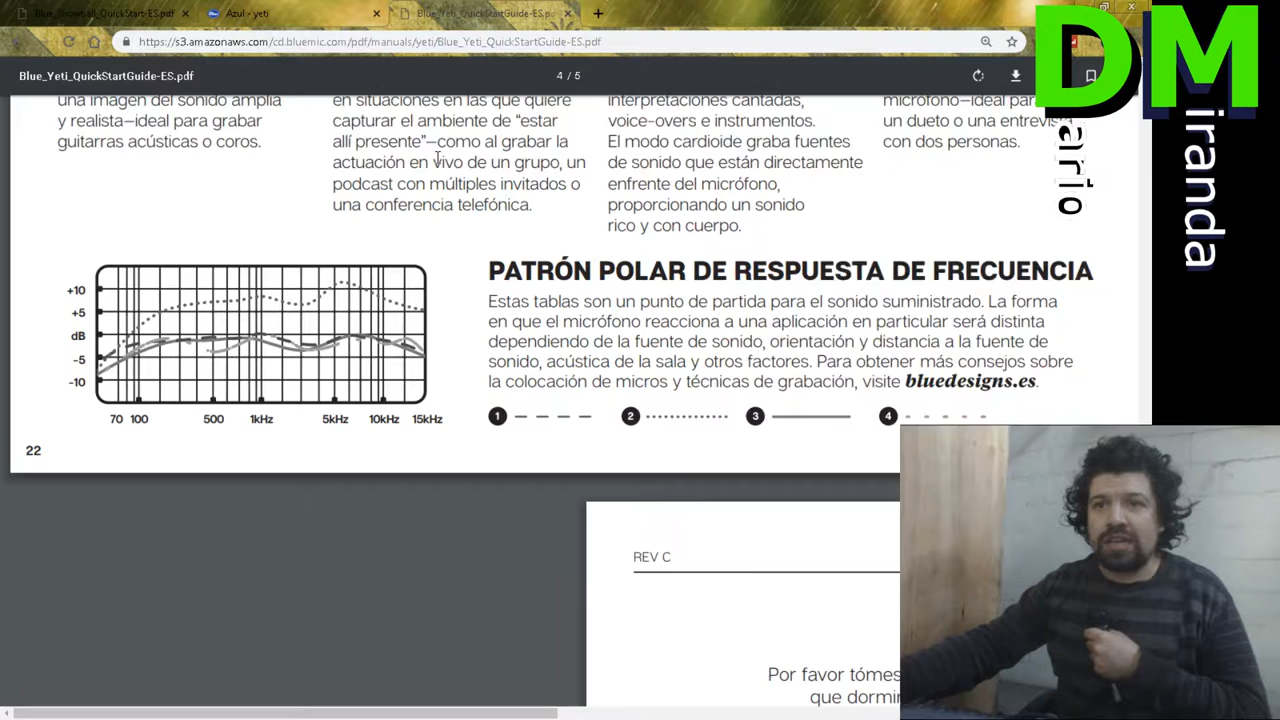 Blue_Snowball_QuickStart-ES.pdf
Azul - yeti
Blue_Yeti_QuickStartGuide-ES.pd
https://s3.amazonaws.com/cd.bluemic.com/pdf/manuals/yeti/Blue_Yeti_QuickStartGuide-ES.pdf
Blue_Yeti_QuickStartGuide-ES.pdf
4 / 5
DM
ario
iranda
una imagen del sonido amplia
y realista—ideal para grabar
guitarras acústicas o coros.
en situaciones en las que quiere
capturar el ambiente de “estar
allí presente”—como al grabar la
actuación en vivo de un grupo, un
podcast con múltiples invitados o
una conferencia telefónica.
interpretaciones cantadas,
voice-overs e instrumentos.
El modo cardioide graba fuentes
de sonido que están directamente
enfrente del micrófono,
proporcionando un sonido
rico y con cuerpo.
micrófono—ideal par
un dueto o una entrevista
con dos personas.
+10
+5
dB
-5
-10
70 100 500 1kHz 5kHz 10kHz 15kHz
PATRÓN POLAR DE RESPUESTA DE FRECUENCIA
Estas tablas son un punto de partida para el sonido suministrado. La forma
en que el micrófono reacciona a una aplicación en particular será distinta
dependiendo de la fuente de sonido, orientación y distancia a la fuente de
sonido, acústica de la sala y otros factores. Para obtener más consejos sobre
la colocación de micros y técnicas de grabación, visite bluedesigns.es.
1 2 3 4
22
REV C
Por favor tómes
que dormi